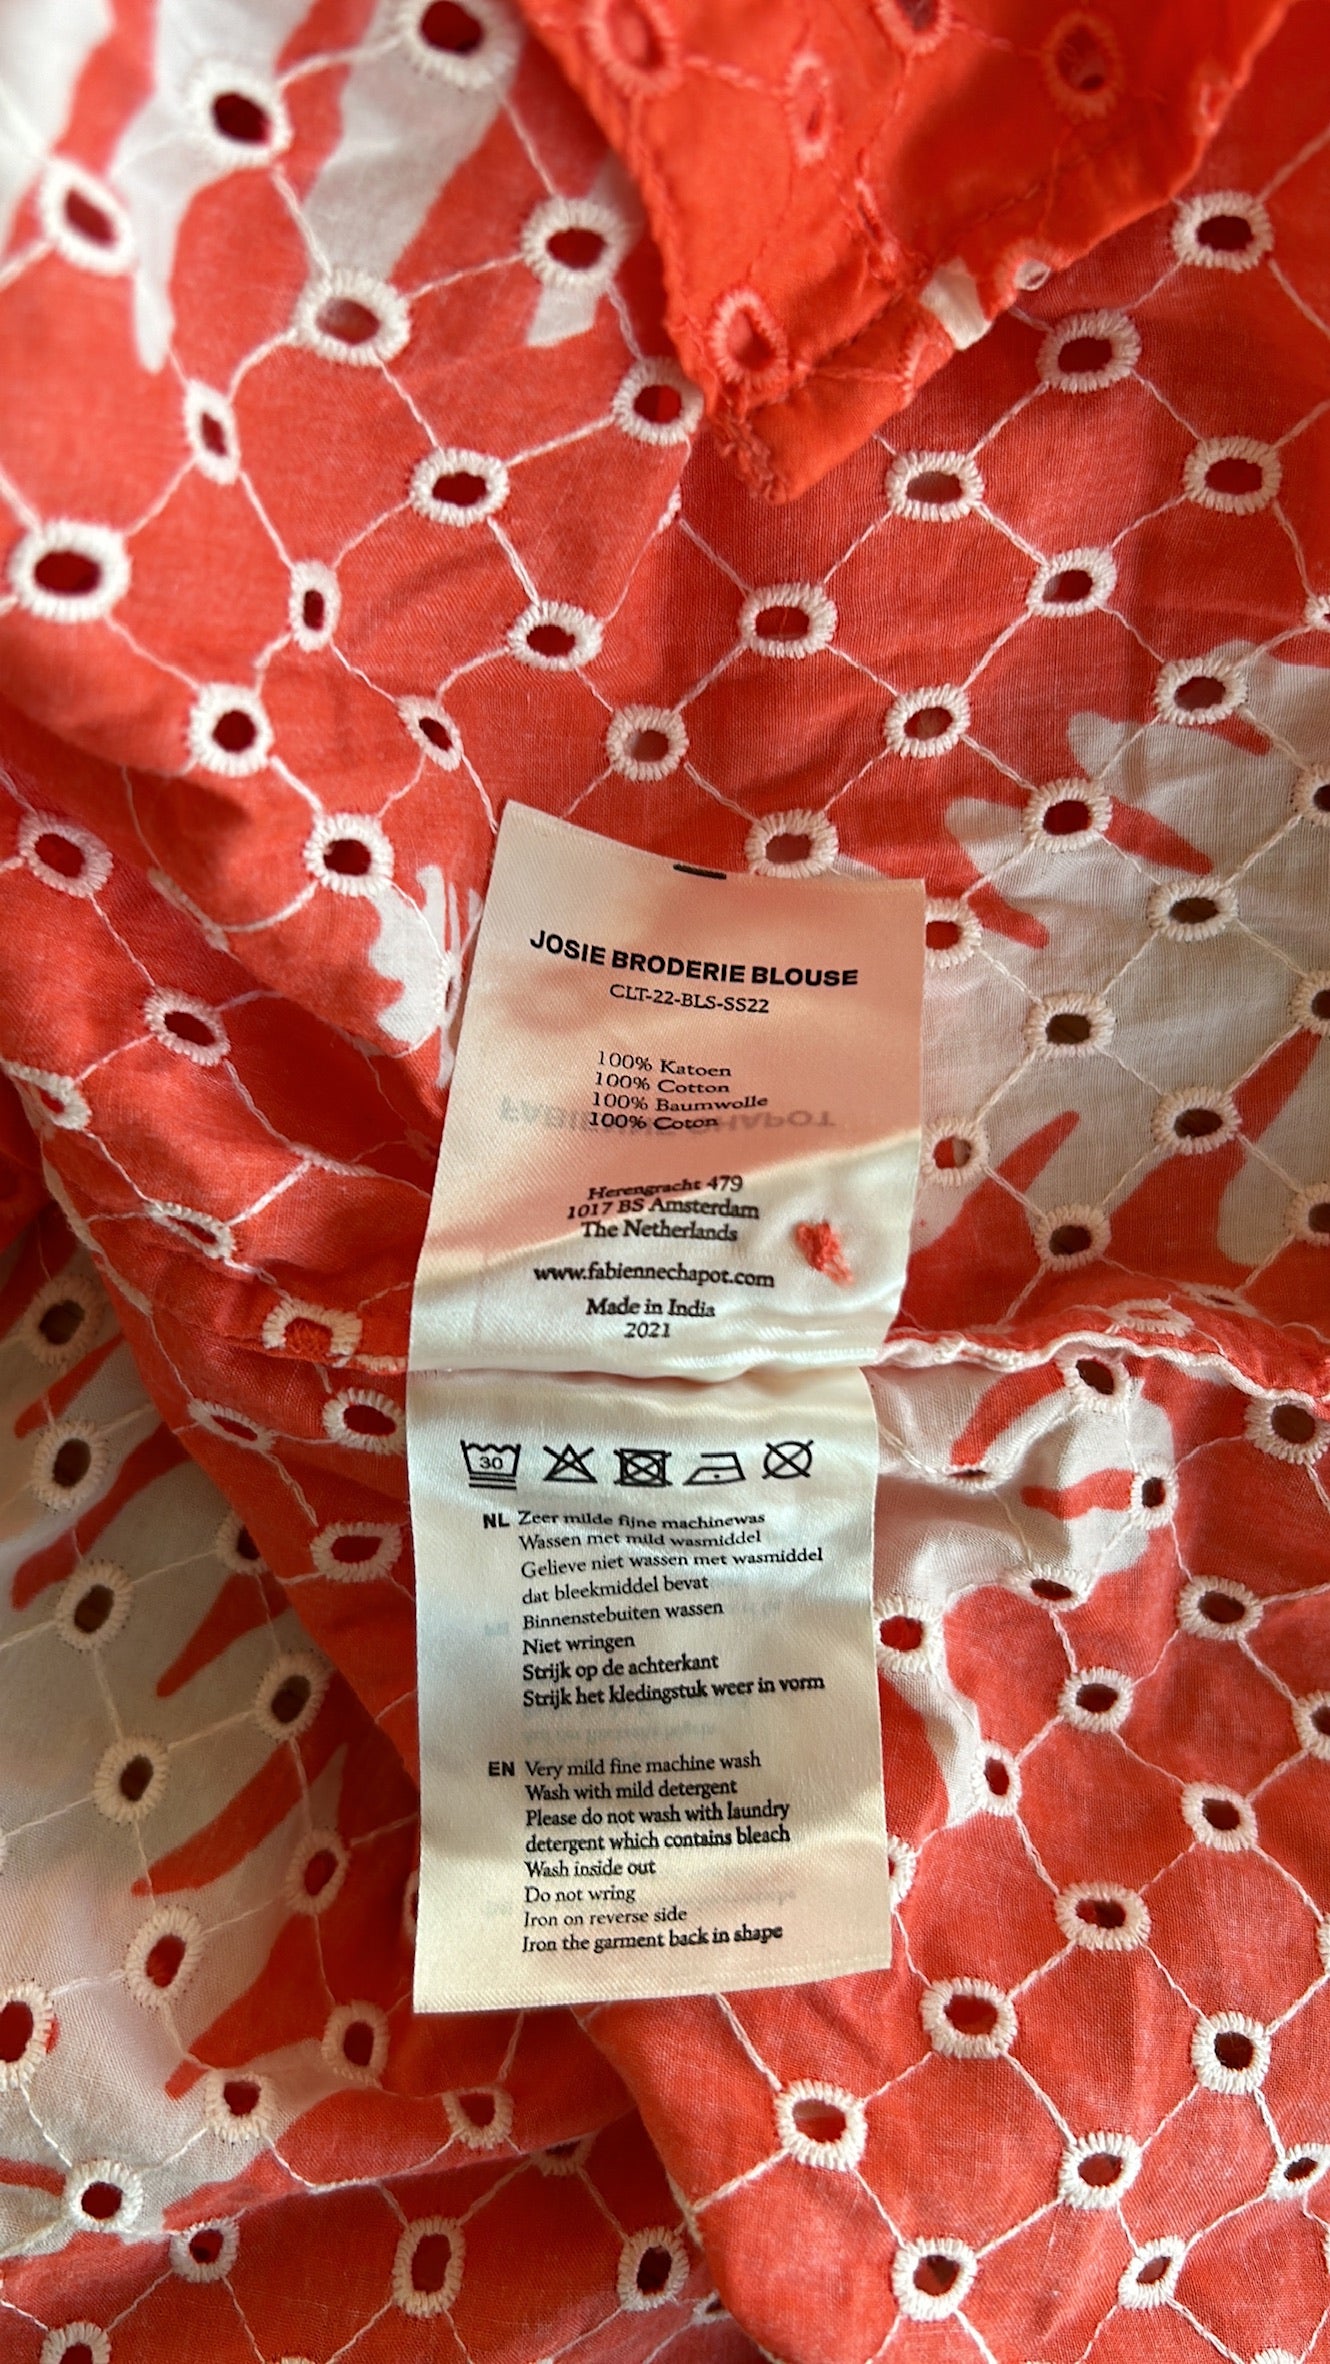 JOSIE BRODERIE BLOUSE
CLT-22-BLS-SS22
100% Katoen
100% Cotton
100% Baumwolle
100% Coton
FABIENNE CHAPOT
Herengracht 479
1017 BS Amsterdam
The Netherlands
www.fabiennechapot.com
Made in India
2021
30
NL Zeer milde fijne machinewas
Wassen met mild wasmiddel
Gelieve niet wassen met wasmiddel
dat bleekmiddel bevat
Binnenstebuiten wassen
Niet wringen
Strijk op de achterkant
Strijk het kledingstuk weer in vorm
EN Very mild fine machine wash
Wash with mild detergent
Please do not wash with laundry
detergent which contains bleach
Wash inside out
Do not wring
Iron on reverse side
Iron the garment back in shape